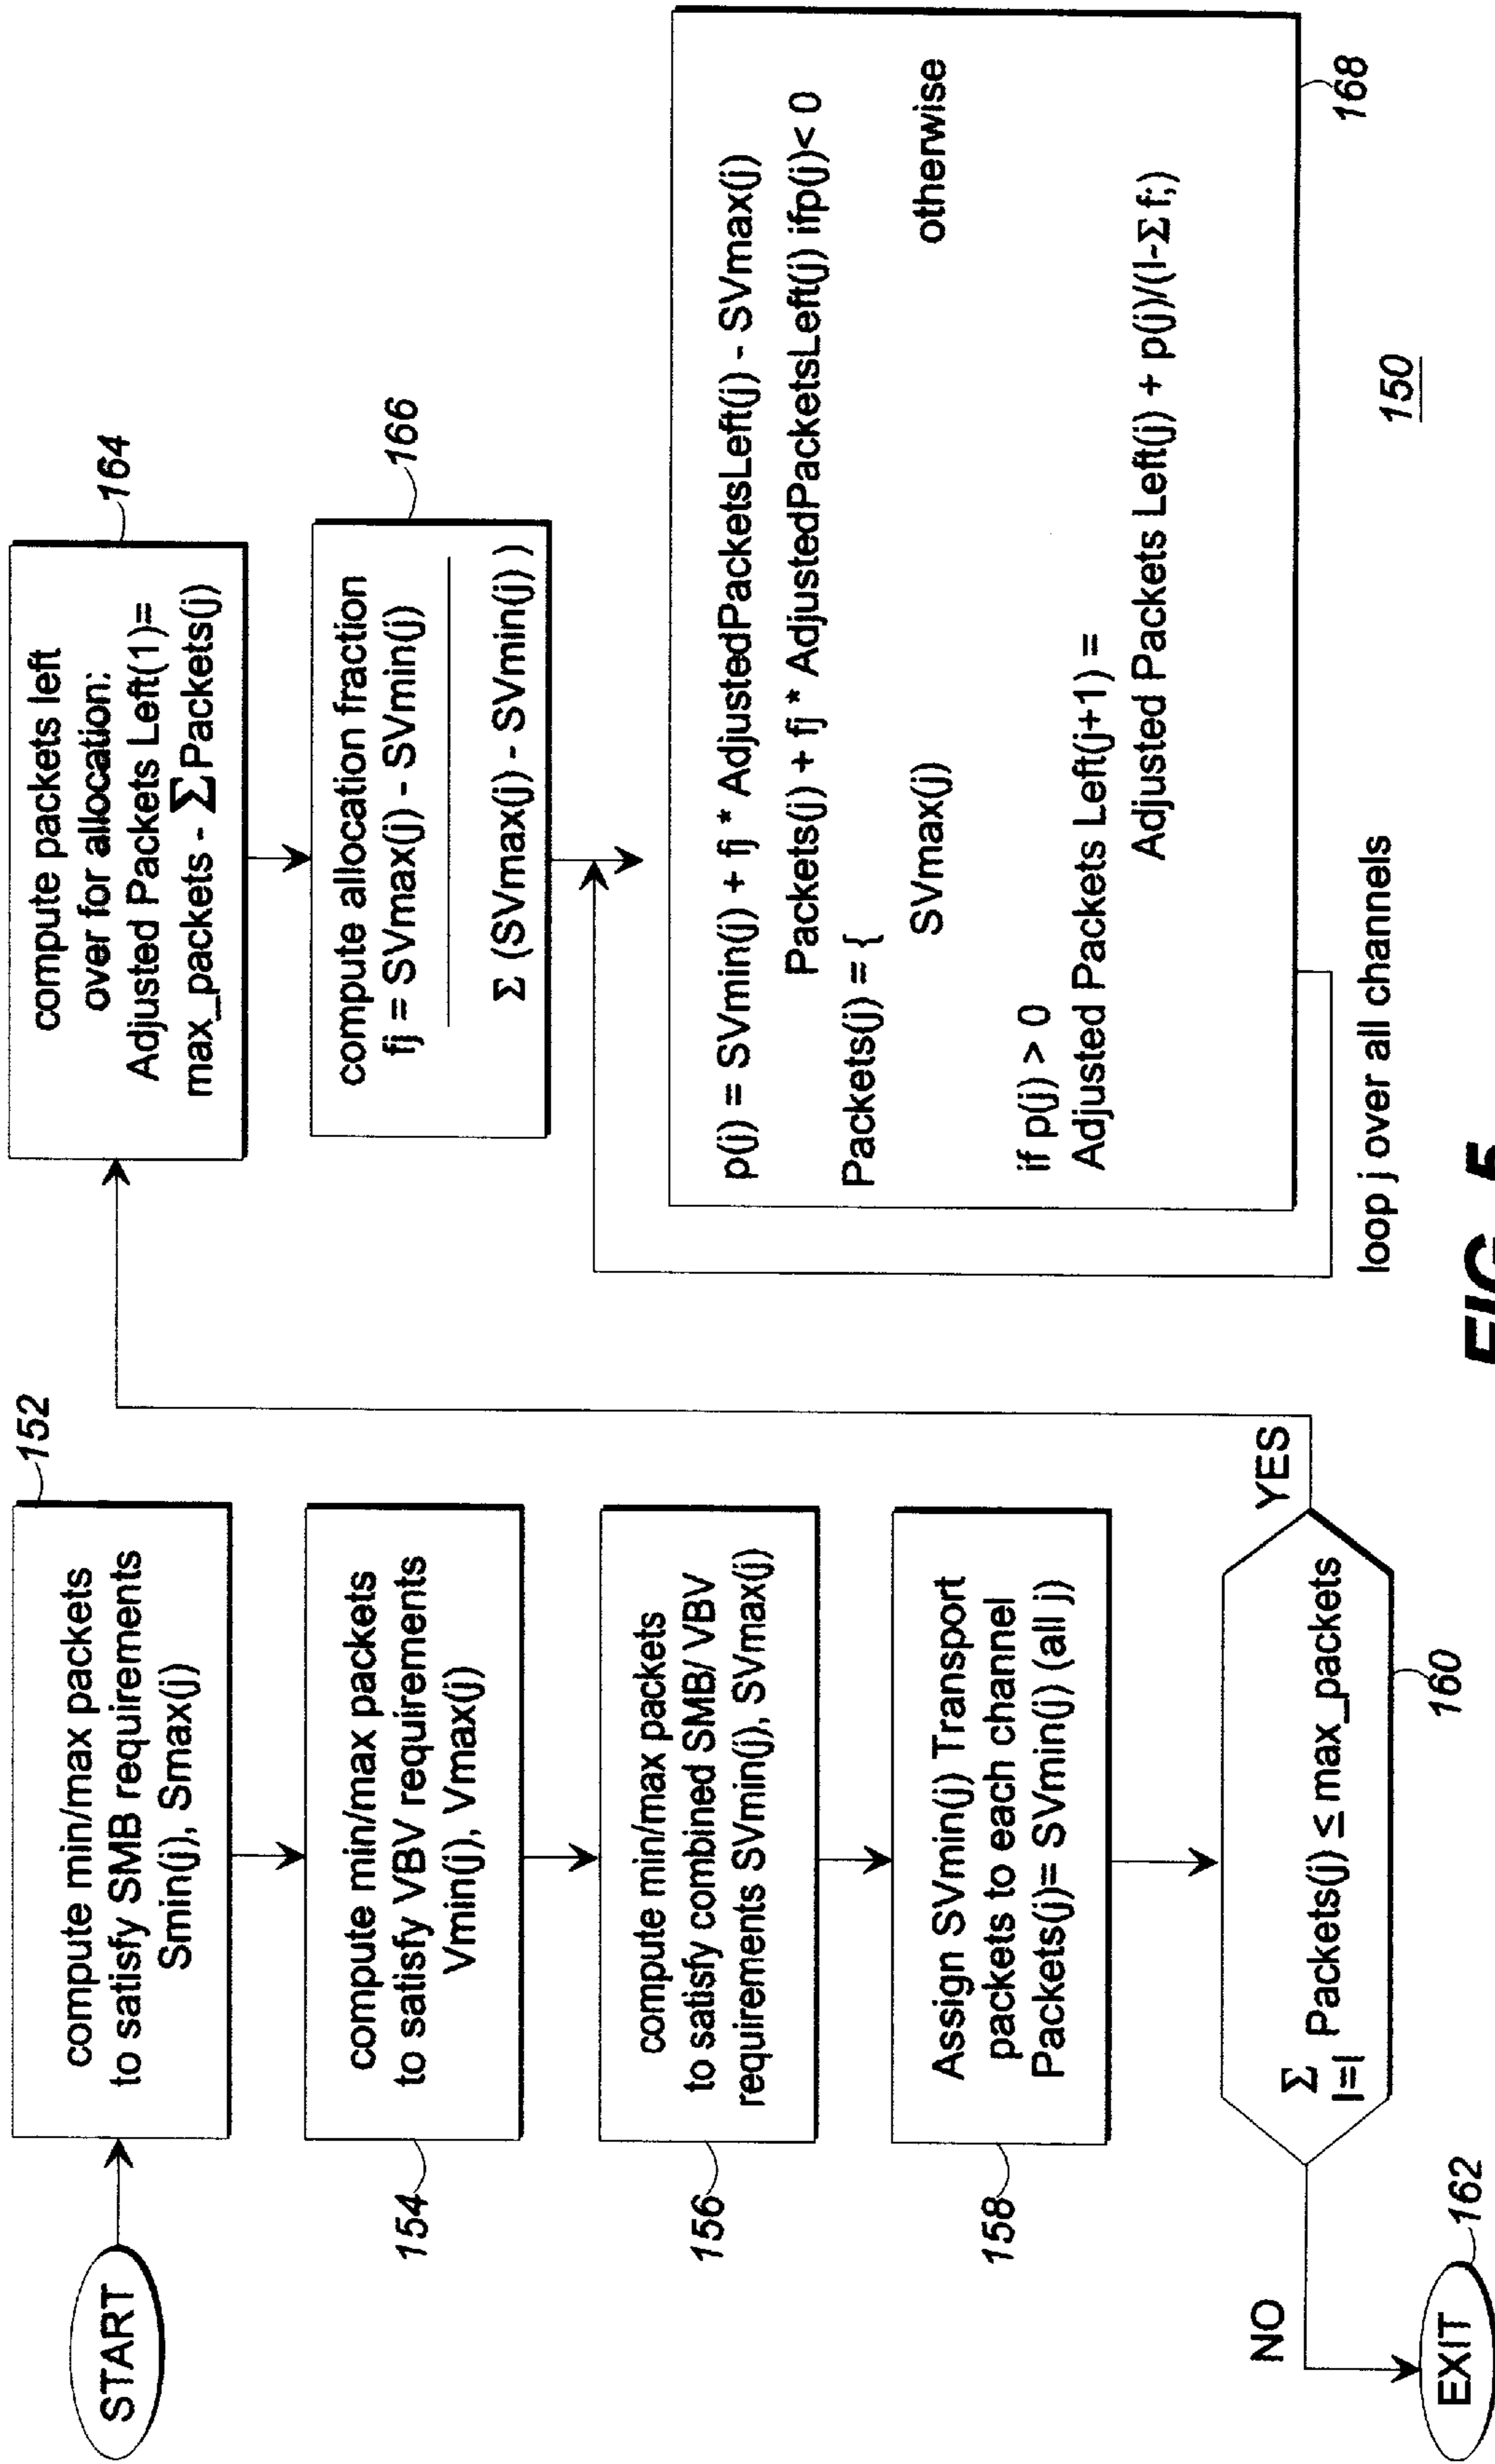 START
compute min/max packets
to satisfy SMB requirements
Smin(j), Smax(j)
152
compute min/max packets
to satisfy VBV requirements
Vmin(j), Vmax(j)
154
compute min/max packets
to satisfy combined SMB/VBV
requirements SVmin(j), SVmax(j)
156
Assign SVmin(j) Transport
packets to each channel
Packets(j)= SVmin(j) (all j)
158
Σ Packets(j) ≤ max_packets
I=I
160
NO
YES
EXIT
162
compute packets left
over for allocation:
Adjusted Packets Left(1)=
max_packets - ΣPackets(j)
164
compute allocation fraction
fj = SVmax(j) - SVmin(j)
Σ (SVmax(j) - SVmin(j) )
166
p(j) = SVmin(j) + fj * AdjustedPacketsLeft(j) - SVmax(j)
Packets(j) + fj * AdjustedPacketsLeft(j) ifp(j)< 0
Packets(j) = {
SVmax(j) otherwise
if p(j) > 0
Adjusted Packets Left(j+1) =
Adjusted Packets Left(j) + p(j)/(I-Σ f;)
168
loop j over all channels
150
FIG. 5